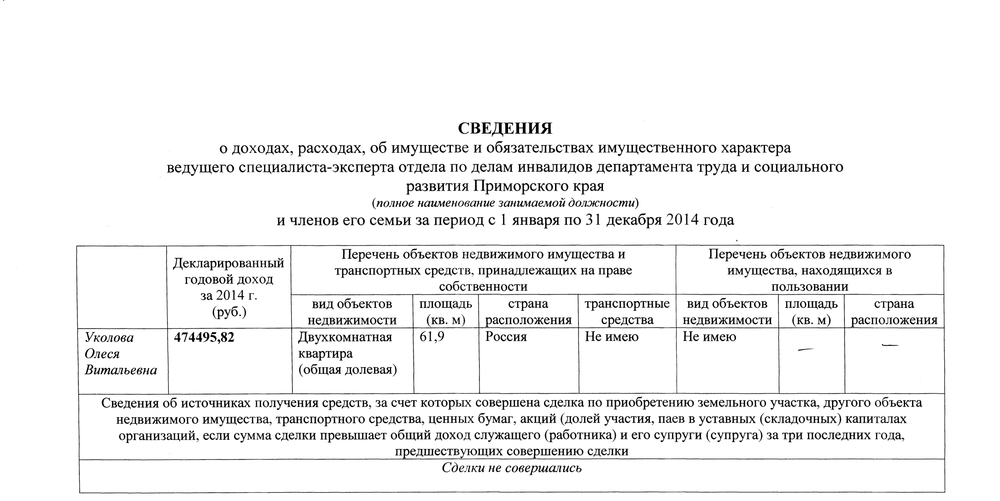 СВЕДЕНИЯ
о доходах, расходах, об имуществе и обязательствах имущественного характера
ведущего специалиста-эксперта отдела по делам инвалидов департамента труда и социального
развития Приморского края
(полное наименование занимаемой должности)
и членов его семьи за период с 1 января по 31 декабря 2014 года
Декларированный
годовой доход
за 2014 г.
(руб.)
Перечень объектов недвижимого имущества и
транспортных средств, принадлежащих на праве
собственности
Перечень объектов недвижимого
имущества, находящихся в
пользовании
вид объектов
недвижимости
площадь
(кв. м)
страна
расположения
транспортные
средства
вид объектов
недвижимости
площадь
(кв. м)
страна
расположения
Уколова
Олеся
Витальевна
474495,82
Двухкомнатная
квартира
(общая долевая)
61,9
Россия
Не имею
Не имею
—
—
Сведения об источниках получения средств, за счет которых совершена сделка по приобретению земельного участка, другого объекта
недвижимого имущества, транспортного средства, ценных бумаг, акций (долей участия, паев в уставных (складочных) капиталах
организаций, если сумма сделки превышает общий доход служащего (работника) и его супруги (супруга) за три последних года,
предшествующих совершению сделки
Сделки не совершались